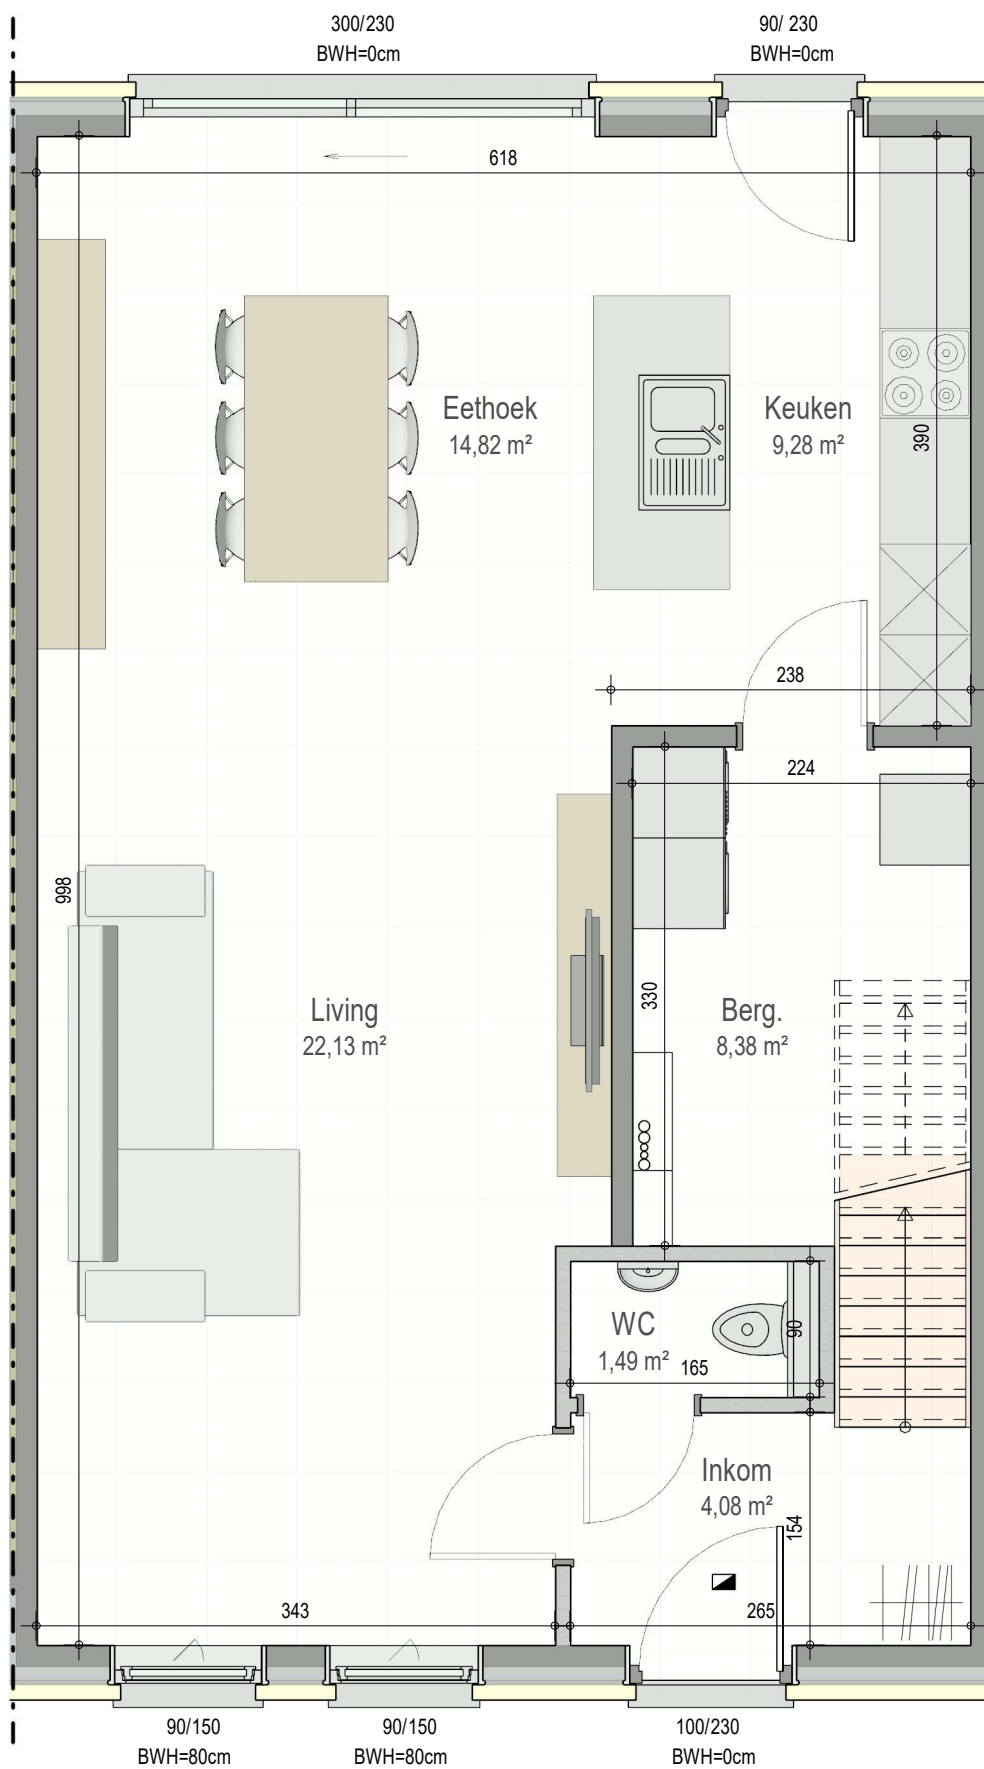 300/230
BWH=0cm
90/ 230
BWH=0cm
618
Eethoek
14,82 m²
Keuken
9,28 m²
390
238
224
998
Living
22,13 m²
330
Berg.
8,38 m²
WC
1,49 m²
90
165
Inkom
4,08 m²
154
343
265
90/150
BWH=80cm
90/150
BWH=80cm
100/230
BWH=0cm